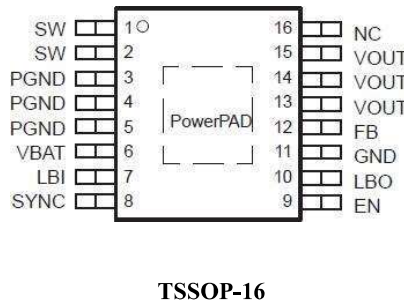 SW 1 16 NC
SW 2 15 VOUT
PGND 3 14 VOUT
PGND 4 13 VOUT
PGND 5 PowerPAD 12 FB
VBAT 6 11 GND
LBI 7 10 LBO
SYNC 8 9 EN
TSSOP-16